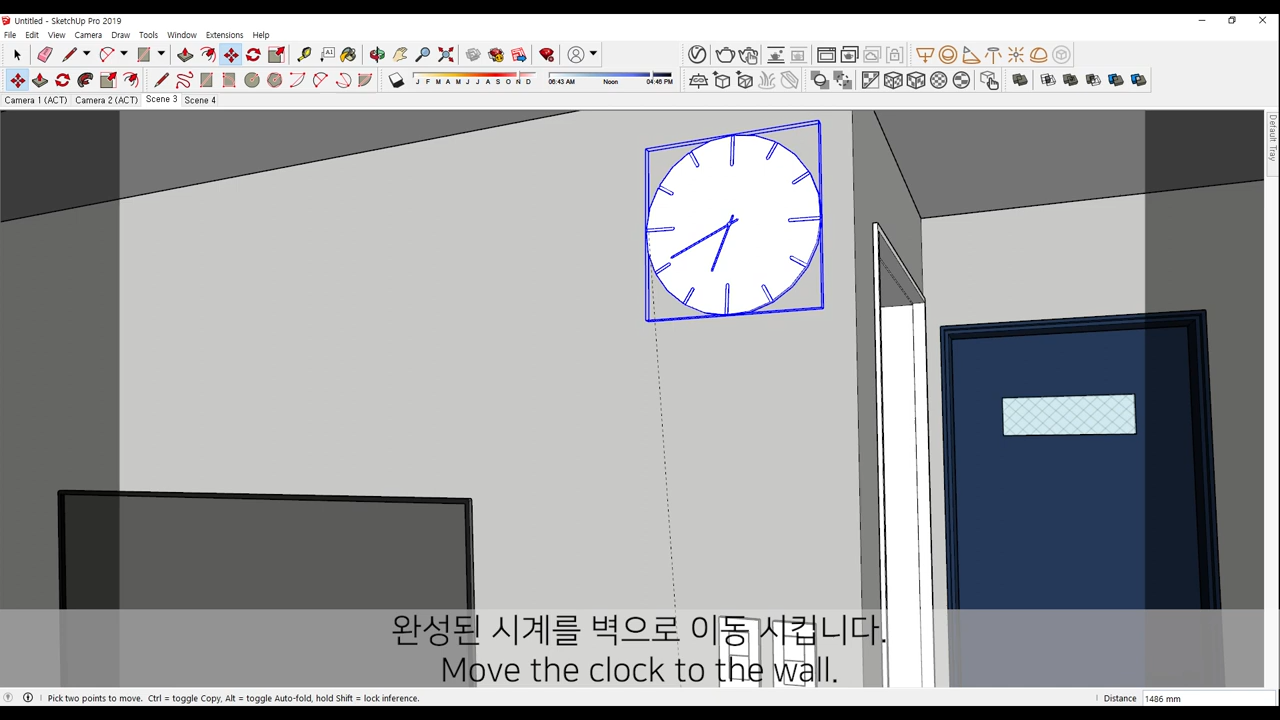 Untitled - SketchUp Pro 2019
File Edit View Camera Draw Tools Window Extensions Help
A1
J F M A M J J A S O N D 06:43 AM Noon 04:46 PM
Camera 1 (ACT) Camera 2 (ACT) Scene 3 Scene 4
Default Tray
완성된 시계를 벽으로 이동 시킵니다.
Move the clock to the wall.
Pick two points to move. Ctrl = toggle Copy, Alt = toggle Auto-fold, hold Shift = lock inference.
Distance 1486 mm